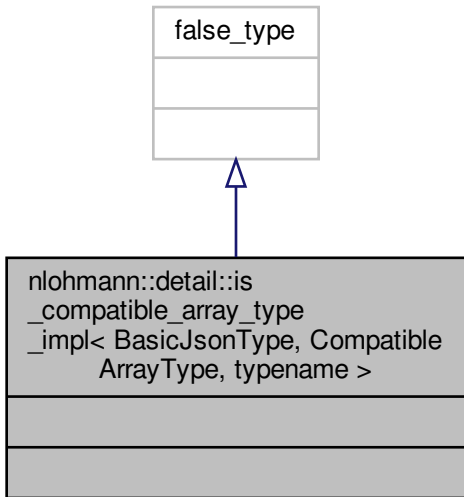 false_type
nlohmann::detail::is
_compatible_array_type
_impl< BasicJsonType, Compatible
ArrayType, typename >